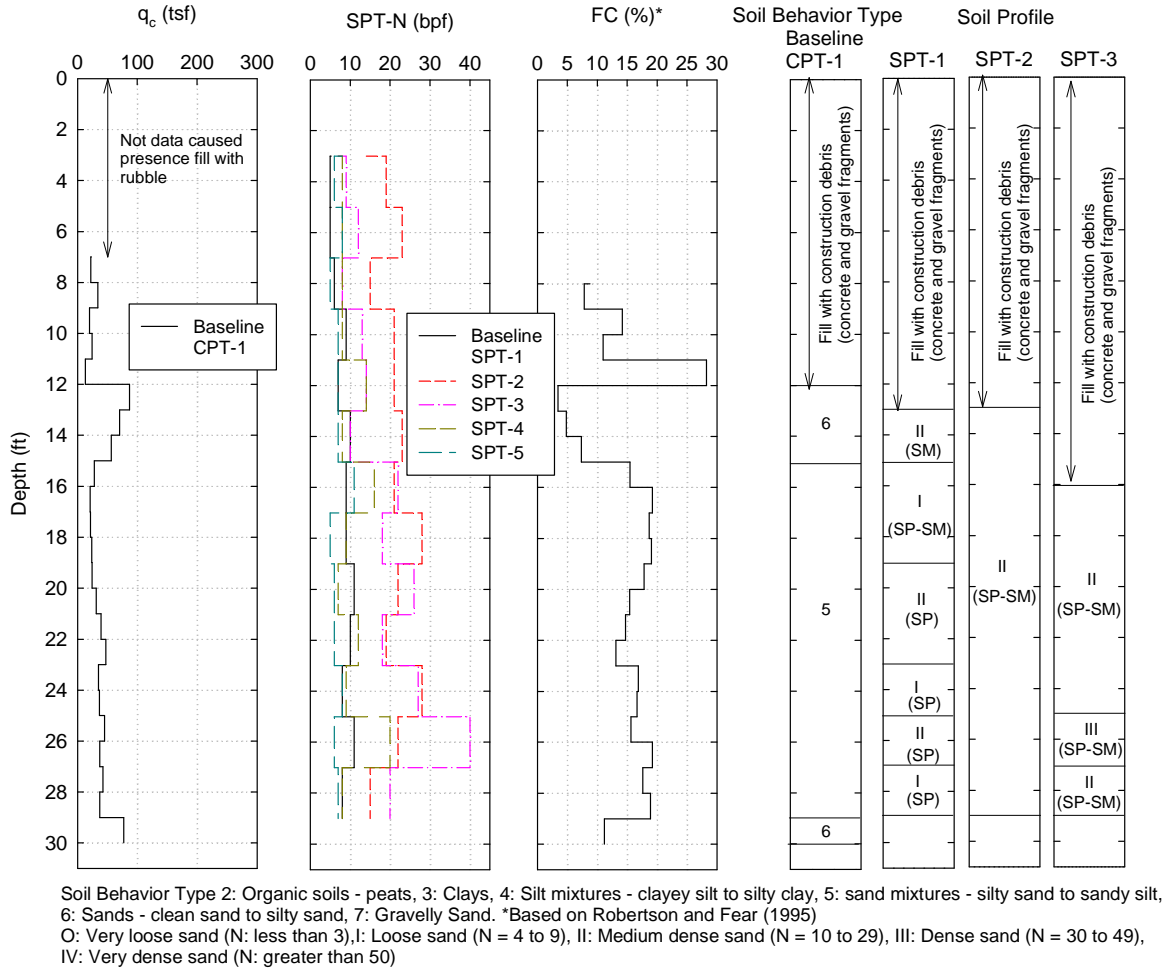 q_c (tsf)
SPT-N (bpf)
FC (%)*
Soil Behavior Type
Baseline
CPT-1
Soil Profile
SPT-1
SPT-2
SPT-3
0 100 200 300
0 10 20 30 40
0 5 10 15 20 25 30
Depth (ft)
0
2
4
6
8
10
12
14
16
18
20
22
24
26
28
30
Not data caused
presence fill with
rubble
Baseline
CPT-1
Baseline
SPT-1
SPT-2
SPT-3
SPT-4
SPT-5
Fill with construction debris
(concrete and gravel fragments)
6
5
6
Fill with construction debris
(concrete and gravel fragments)
II
(SM)
I
(SP-SM)
II
(SP)
I
(SP)
II
(SP)
I
(SP)
Fill with construction debris
(concrete and gravel fragments)
II
(SP-SM)
Fill with construction debris
(concrete and gravel fragments)
II
(SP-SM)
III
(SP-SM)
II
(SP-SM)
Soil Behavior Type 2: Organic soils - peats, 3: Clays, 4: Silt mixtures - clayey silt to silty clay, 5: sand mixtures - silty sand to sandy silt,
6: Sands - clean sand to silty sand, 7: Gravelly Sand. *Based on Robertson and Fear (1995)
O: Very loose sand (N: less than 3),I: Loose sand (N = 4 to 9), II: Medium dense sand (N = 10 to 29), III: Dense sand (N = 30 to 49),
IV: Very dense sand (N: greater than 50)